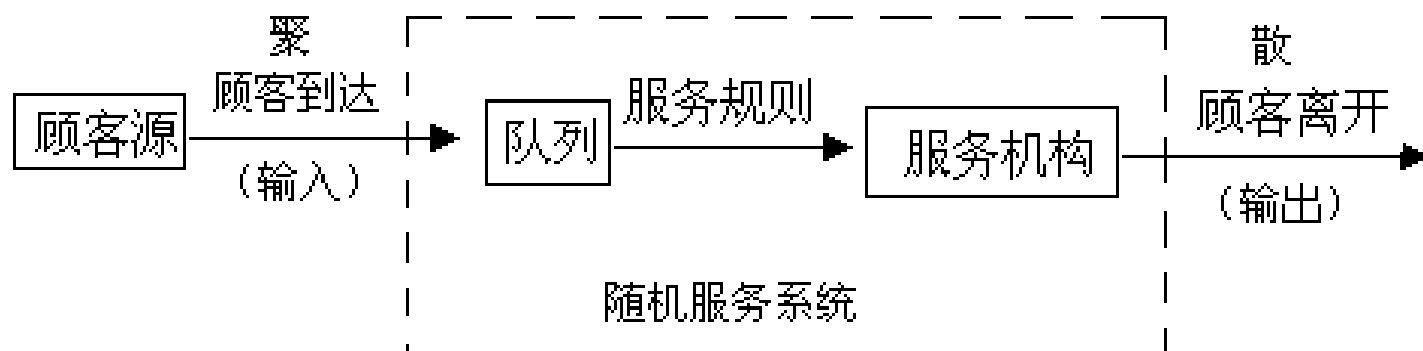 聚
顾客到达
顾客源
(输入)
队列
服务规则
服务机构
散
顾客离开
(输出)
随机服务系统